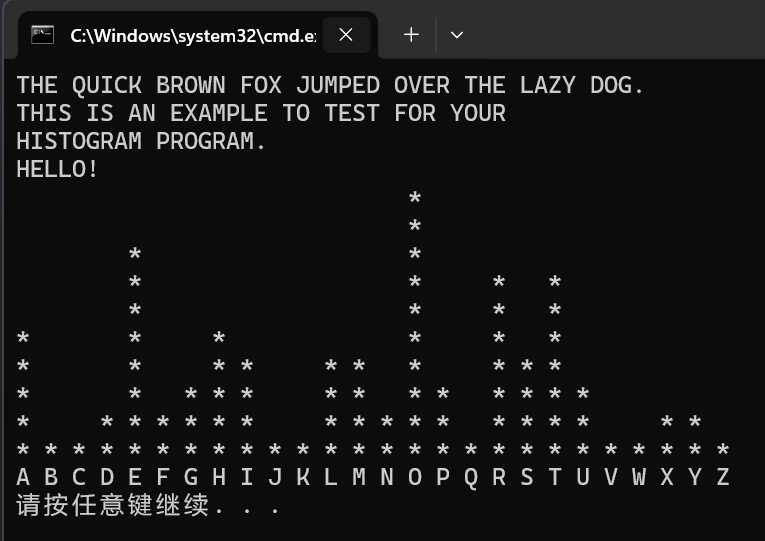 C:\Windows\system32\cmd.e
THE QUICK BROWN FOX JUMPED OVER THE LAZY DOG.
THIS IS AN EXAMPLE TO TEST FOR YOUR
HISTOGRAM PROGRAM.
HELLO!
                            *
                            *
        *                   *
        *                   *     *   *
        *                   *     *   *
*       *     *             *     *   *
*       *     * *     * *   *     * * *
*       *   * * *     * *   * *   * * * *
*     * * * * * *     * * * * *   * * * *     * *
* * * * * * * * * * * * * * * * * * * * * * * * * *
A B C D E F G H I J K L M N O P Q R S T U V W X Y Z
请按任意键继续. . .